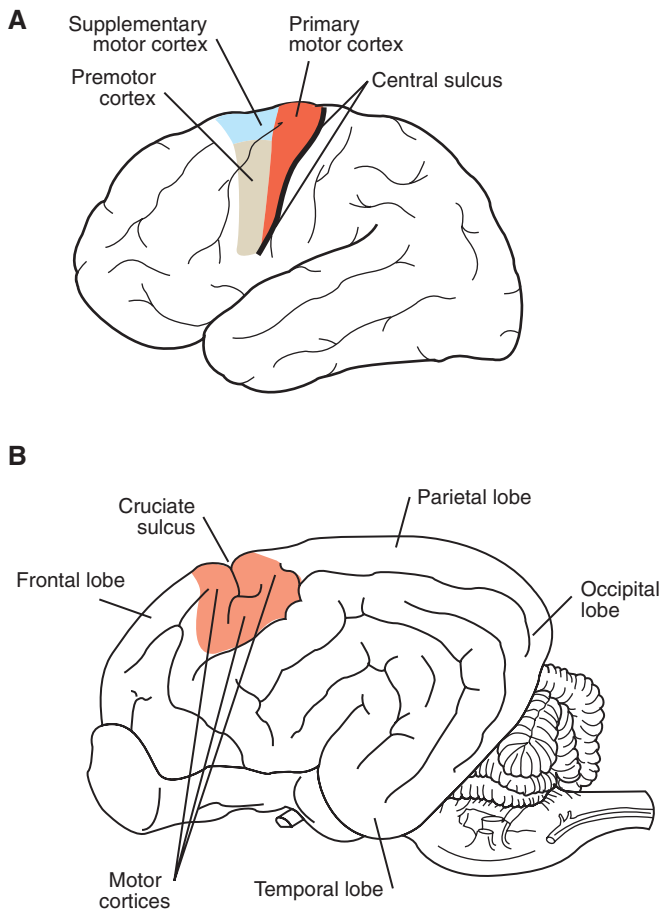 A
Supplementary
motor cortex
Primary
motor cortex
Premotor
cortex
Central sulcus
B
Parietal lobe
Cruciate
sulcus
Frontal lobe
Occipital
lobe
Motor
cortices
Temporal lobe